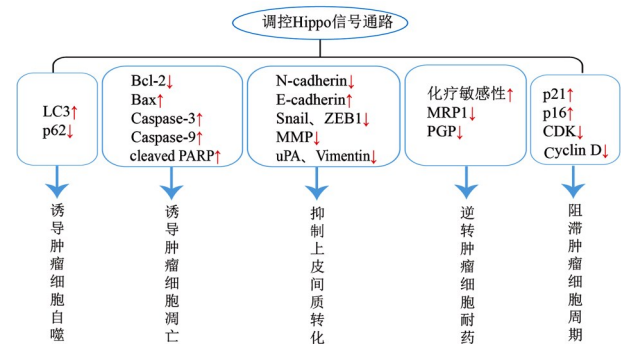 调控Hippo信号通路
LC3↑
p62↓
Bcl-2↓
Bax↑
Caspase-3↑
Caspase-9↑
cleaved PARP↑
N-cadherin↓
E-cadherin↑
Snail、ZEB1↓
MMP↓
uPA、Vimentin↓
化疗敏感性↑
MRP1↓
PGP↓
p21↑
p16↑
CDK↓
Cyclin D↓
诱导肿瘤细胞自噬
诱导肿瘤细胞凋亡
抑制上皮间质转化
逆转肿瘤细胞耐药
阻滞肿瘤细胞周期